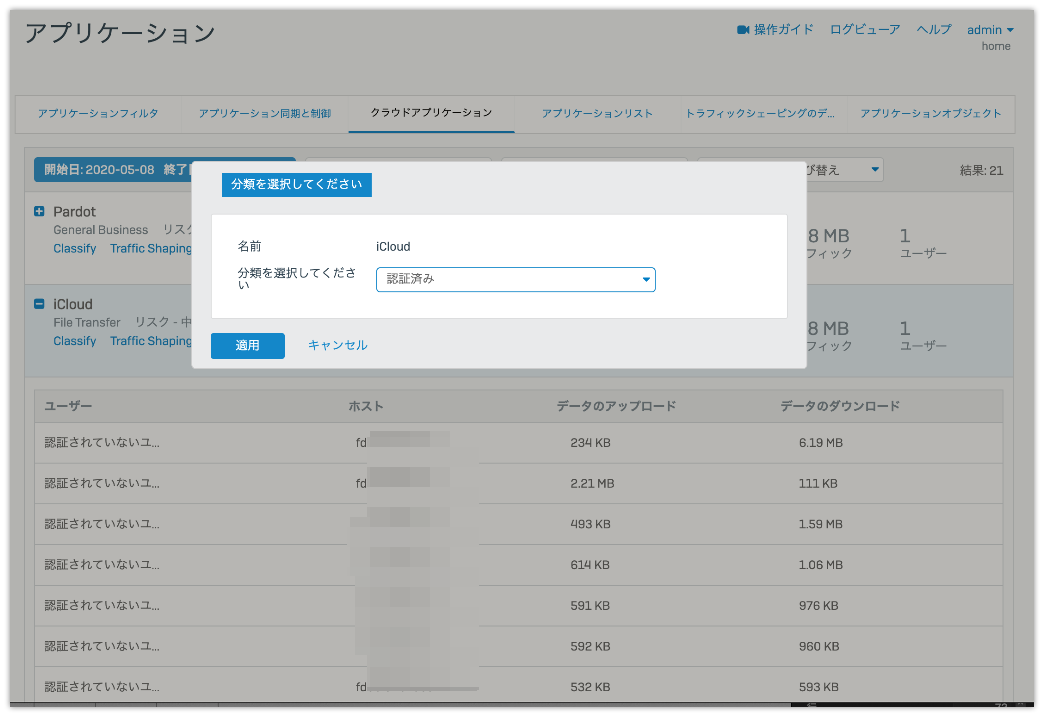 アプリケーション
操作ガイド ログビューア ヘルプ admin
home
アプリケーションフィルタ アプリケーション同期と制御 クラウドアプリケーション アプリケーションリスト トラフィックシェーピングのデ... アプリケーションオブジェクト
開始日: 2020-05-08 終了 び替え 結果: 21
分類を選択してください
Pardot
General Business リスク
Classify Traffic Shaping
8 MB 1
フィック ユーザー
名前 iCloud
分類を選択してくださ
い
認証済み
iCloud
File Transfer リスク - 中
Classify Traffic Shaping
8 MB 1
フィック ユーザー
適用 キャンセル
ユーザー ホスト データのアップロード データのダウンロード
認証されていないユ... fd 234 KB 6.19 MB
認証されていないユ... fd 2.21 MB 111 KB
認証されていないユ... 493 KB 1.59 MB
認証されていないユ... 614 KB 1.06 MB
認証されていないユ... 591 KB 976 KB
認証されていないユ... 592 KB 960 KB
認証されていないユ... fd 532 KB 593 KB